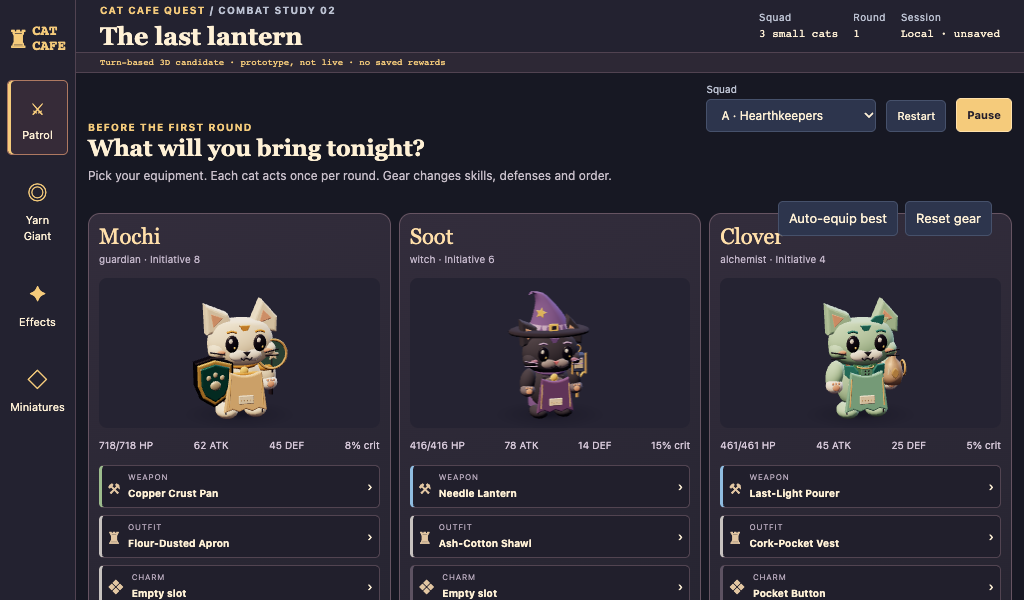 CAT
CAFE
CAT CAFE QUEST / COMBAT STUDY 02
The last lantern
Squad
3 small cats
Round
1
Session
Local · unsaved
Turn-based 3D candidate · prototype, not live · no saved rewards
Patrol
Yarn
Giant
Effects
Miniatures
Squad
A · Hearthkeepers
Restart
Pause
BEFORE THE FIRST ROUND
What will you bring tonight?
Pick your equipment. Each cat acts once per round. Gear changes skills, defenses and order.
Auto-equip best
Reset gear
Mochi
guardian · Initiative 8
718/718 HP
62 ATK
45 DEF
8% crit
WEAPON
Copper Crust Pan
OUTFIT
Flour-Dusted Apron
CHARM
Empty slot
Soot
witch · Initiative 6
416/416 HP
78 ATK
14 DEF
15% crit
WEAPON
Needle Lantern
OUTFIT
Ash-Cotton Shawl
CHARM
Empty slot
Clover
alchemist · Initiative 4
461/461 HP
45 ATK
25 DEF
5% crit
WEAPON
Last-Light Pourer
OUTFIT
Cork-Pocket Vest
CHARM
Pocket Button